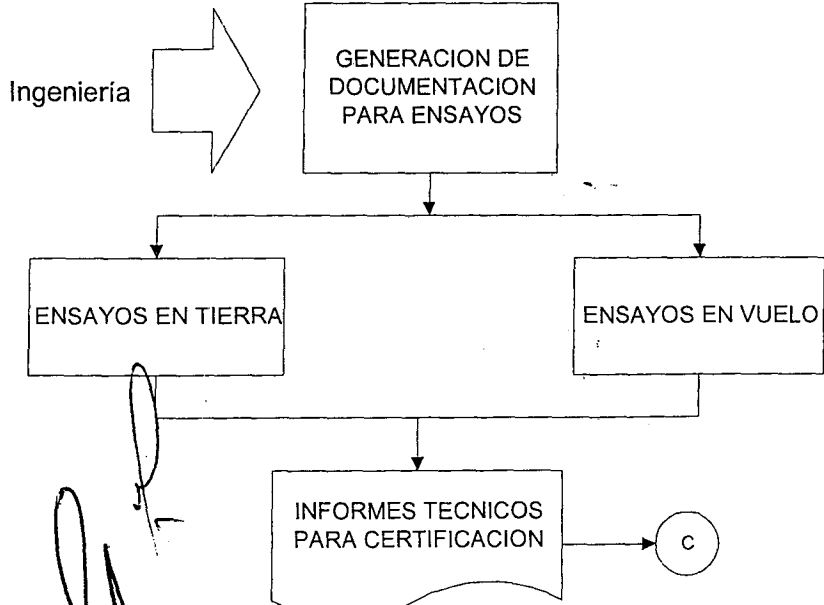 Ingeniería
GENERACION DE
DOCUMENTACION
PARA ENSAYOS
ENSAYOS EN TIERRA
ENSAYOS EN VUELO
INFORMES TECNICOS
PARA CERTIFICACION
C